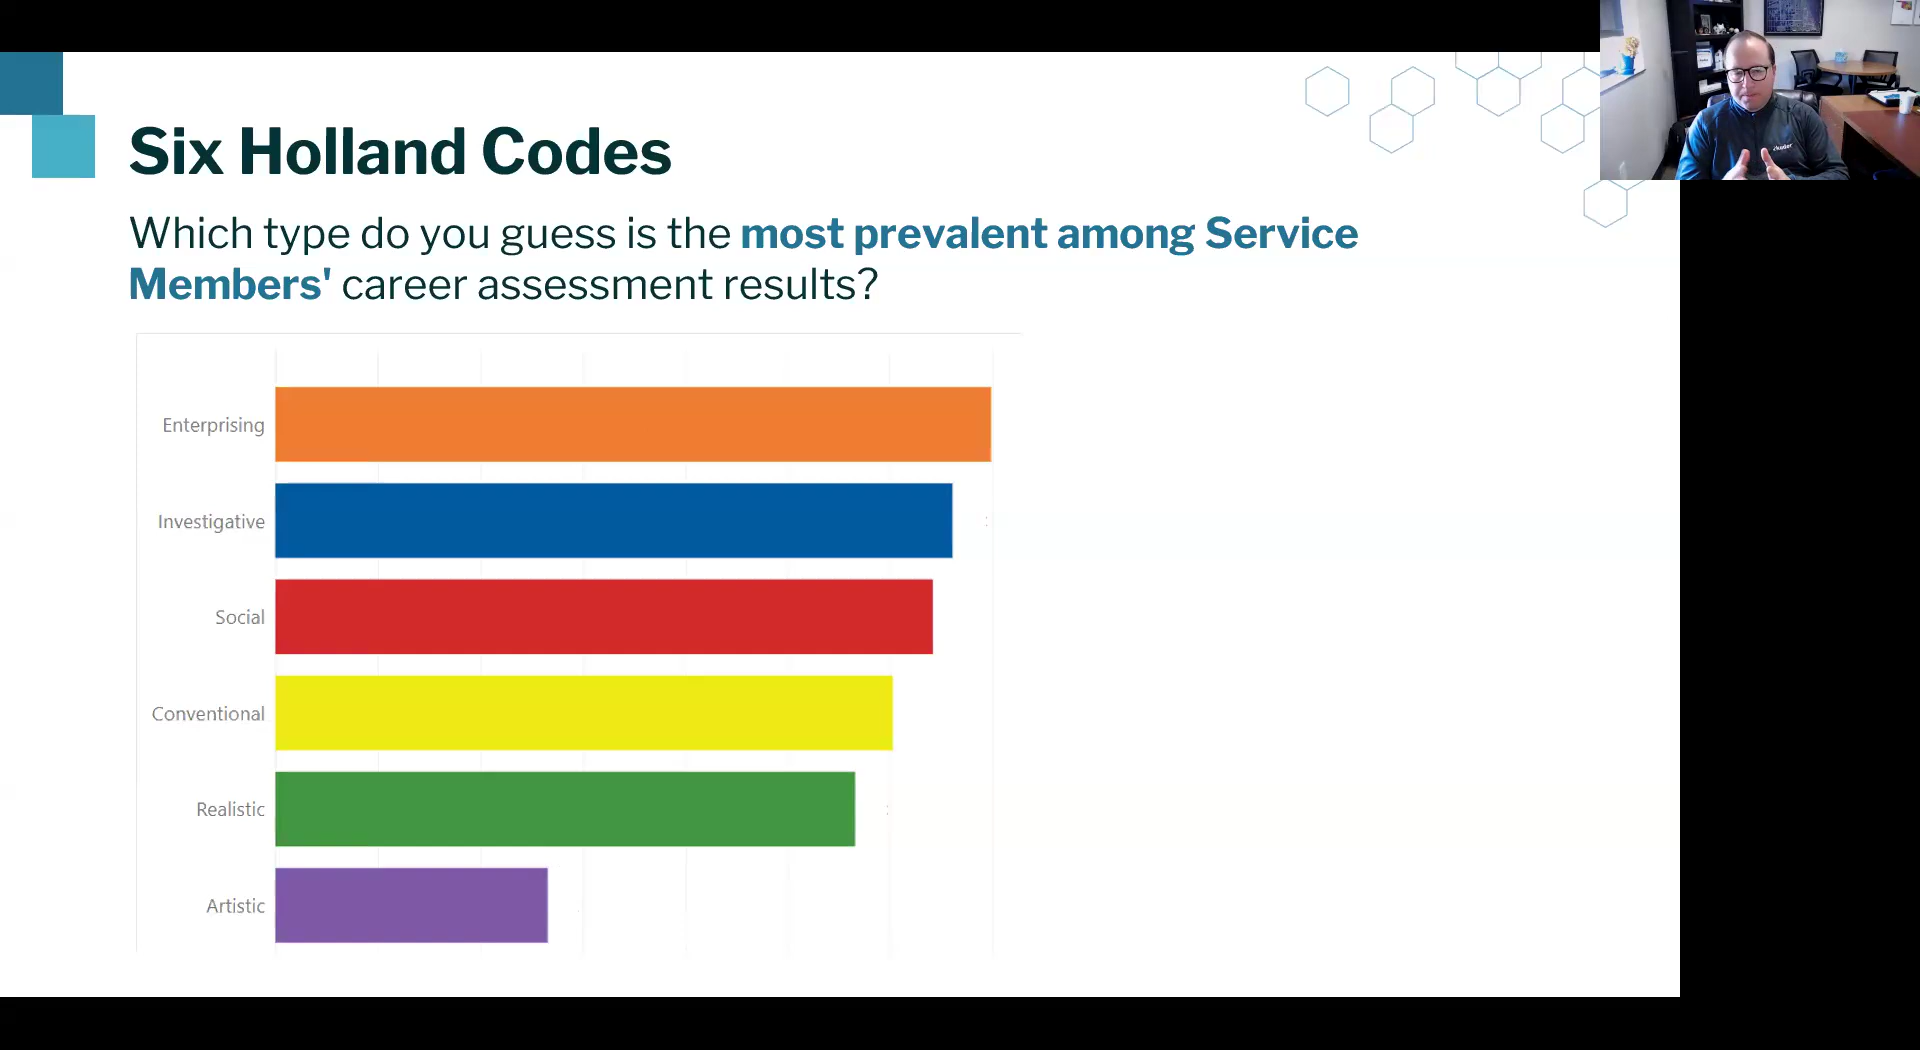 Six Holland Codes
Which type do you guess is the most prevalent among Service
Members' career assessment results?
Enterprising
Investigative
Social
Conventional
Realistic
Artistic
kuder